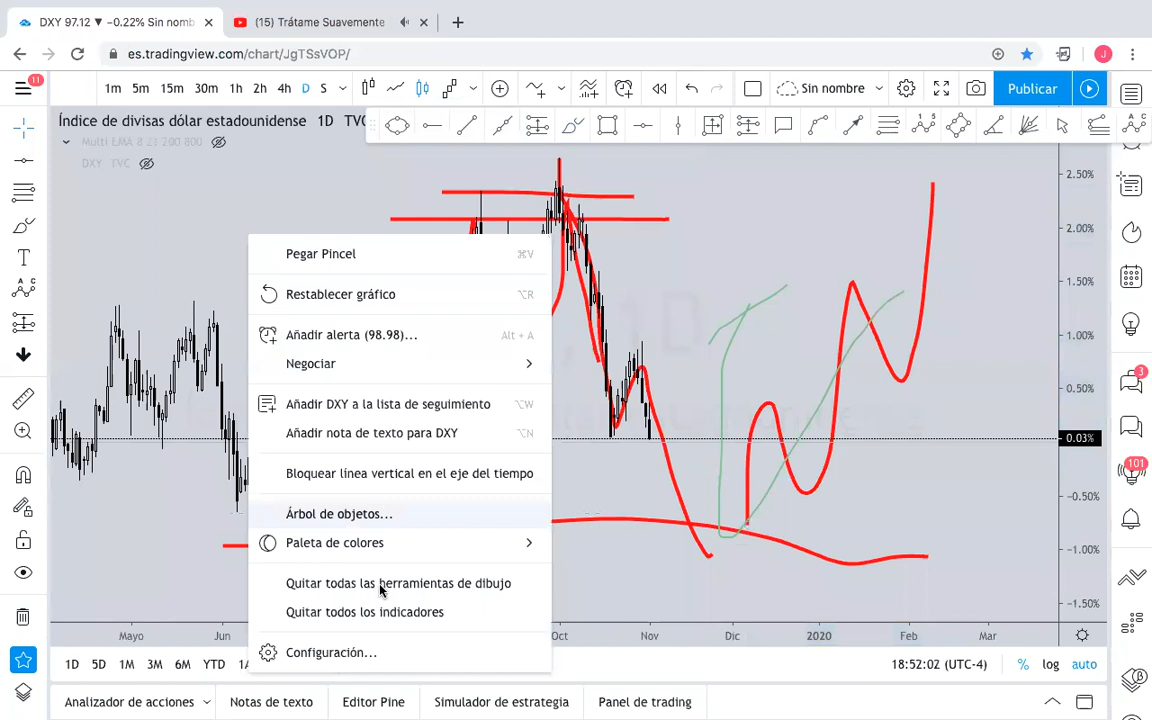 DXY 97.12 ▼ −0.22% Sin nomb
(15) Trátame Suavemente
es.tradingview.com/chart/JgTSsVOP/
J
11
1m 5m 15m 30m 1h 2h 4h D S
Sin nombre
Publicar
Índice de divisas dólar estadounidense 1D TVC
Multi EMA 8 21 200 800
DXY TVC
Pegar Pincel ⌘V
Restablecer gráfico ⌥R
Añadir alerta (98.98)... Alt + A
Negociar
Añadir DXY a la lista de seguimiento ⌥W
Añadir nota de texto para DXY ⌥N
Bloquear línea vertical en el eje del tiempo
Árbol de objetos...
Paleta de colores
Quitar todas las herramientas de dibujo
Quitar todos los indicadores
Configuración...
2.50%
2.00%
1.50%
1.00%
0.50%
0.03%
−0.50%
−1.00%
−1.50%
3
101
Mayo Jun Oct Nov Dic 2020 Feb Mar
1D 5D 1M 3M 6M YTD 18:52:02 (UTC-4) % log auto
Analizador de acciones Notas de texto Editor Pine Simulador de estrategia Panel de trading